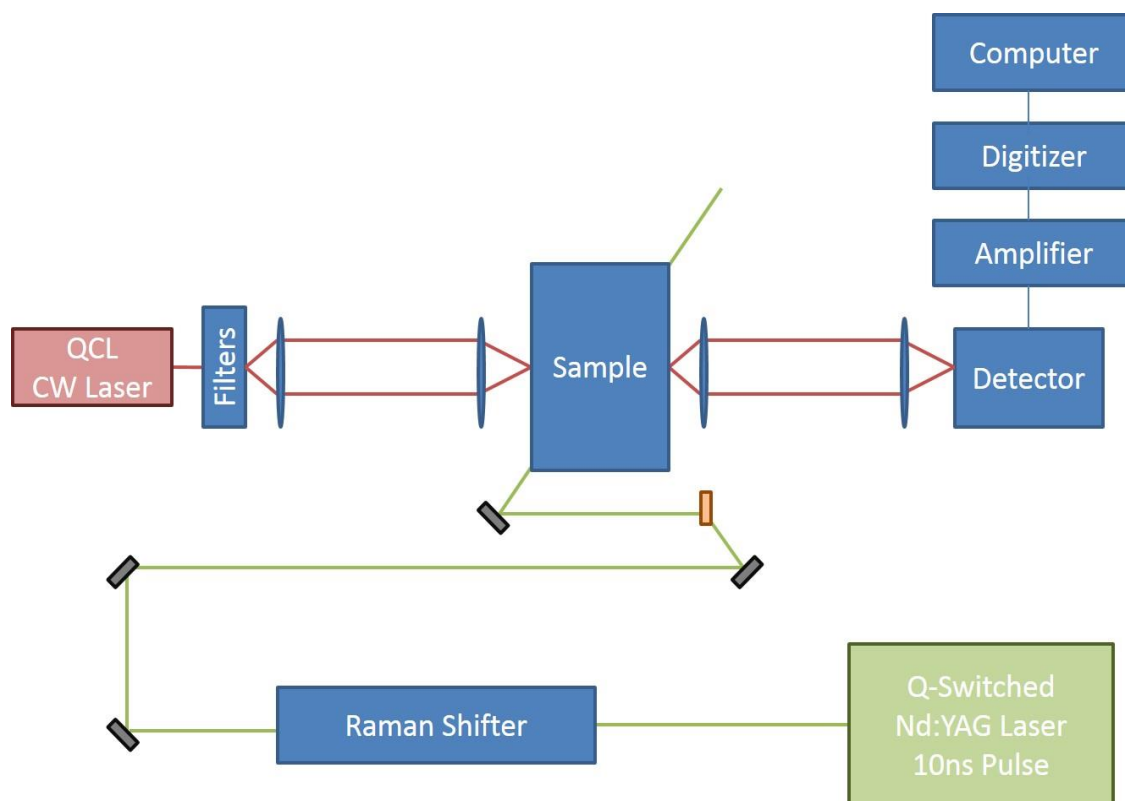 Computer
Digitizer
Amplifier
QCL
CW Laser
Filters
Sample
Detector
Raman Shifter
Q-Switched
Nd:YAG Laser
10ns Pulse